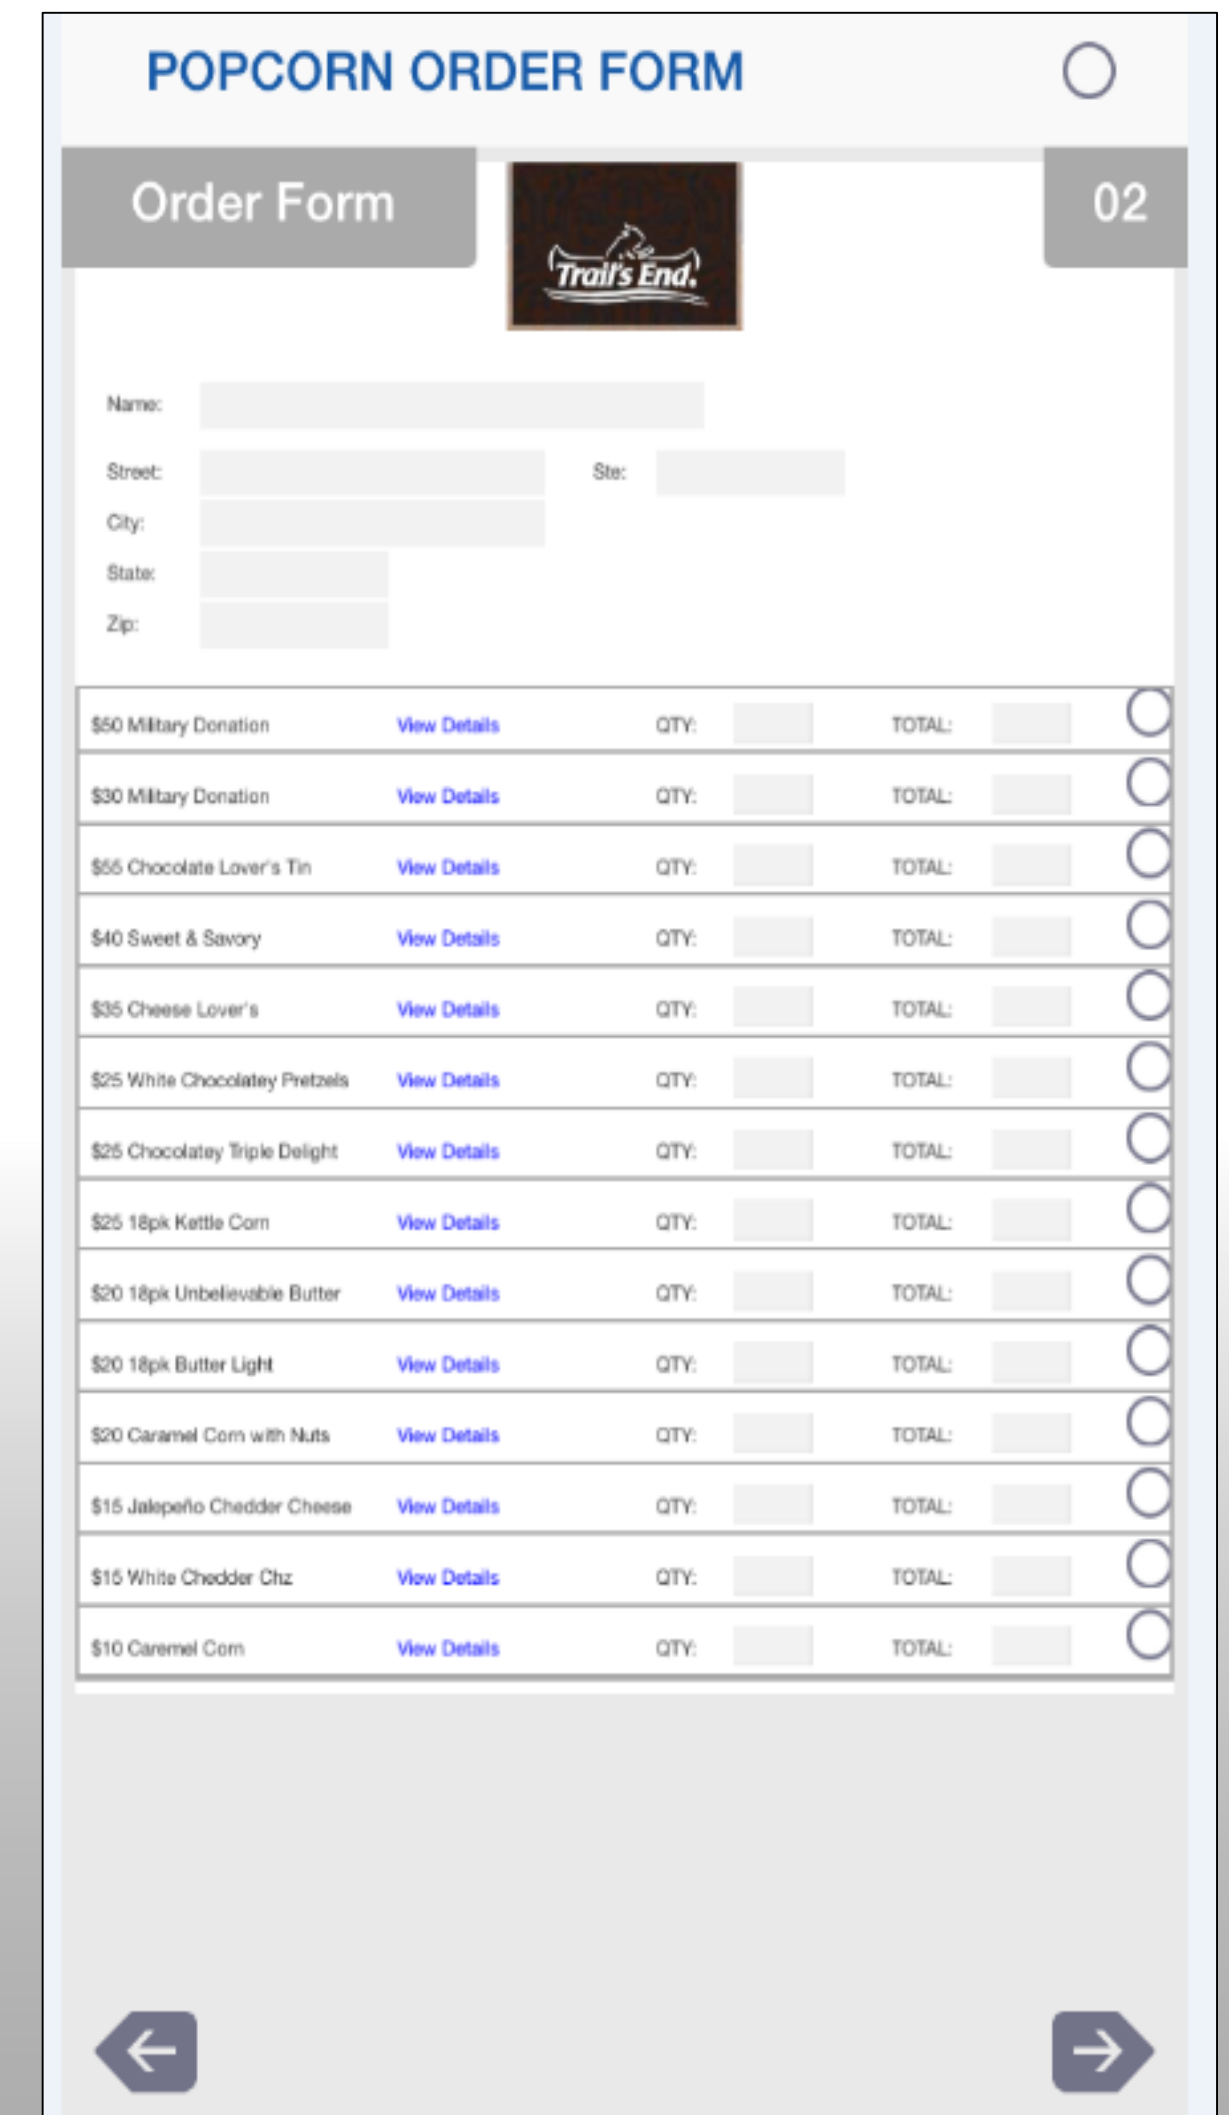 POPCORN ORDER FORM
Order Form
02
Trail's End.
Name:
Street: Ste:
City:
State:
Zip:
$50 Military Donation View Details QTY: TOTAL:
$30 Military Donation View Details QTY: TOTAL:
$55 Chocolate Lover's Tin View Details QTY: TOTAL:
$40 Sweet & Savory View Details QTY: TOTAL:
$35 Cheese Lover's View Details QTY: TOTAL:
$25 White Chocolatey Pretzels View Details QTY: TOTAL:
$25 Chocolatey Triple Delight View Details QTY: TOTAL:
$25 18pk Kettle Corn View Details QTY: TOTAL:
$20 18pk Unbelievable Butter View Details QTY: TOTAL:
$20 18pk Butter Light View Details QTY: TOTAL:
$20 Caramel Corn with Nuts View Details QTY: TOTAL:
$15 Jalepeño Chedder Cheese View Details QTY: TOTAL:
$15 White Chedder Chz View Details QTY: TOTAL:
$10 Caremel Corn View Details QTY: TOTAL: